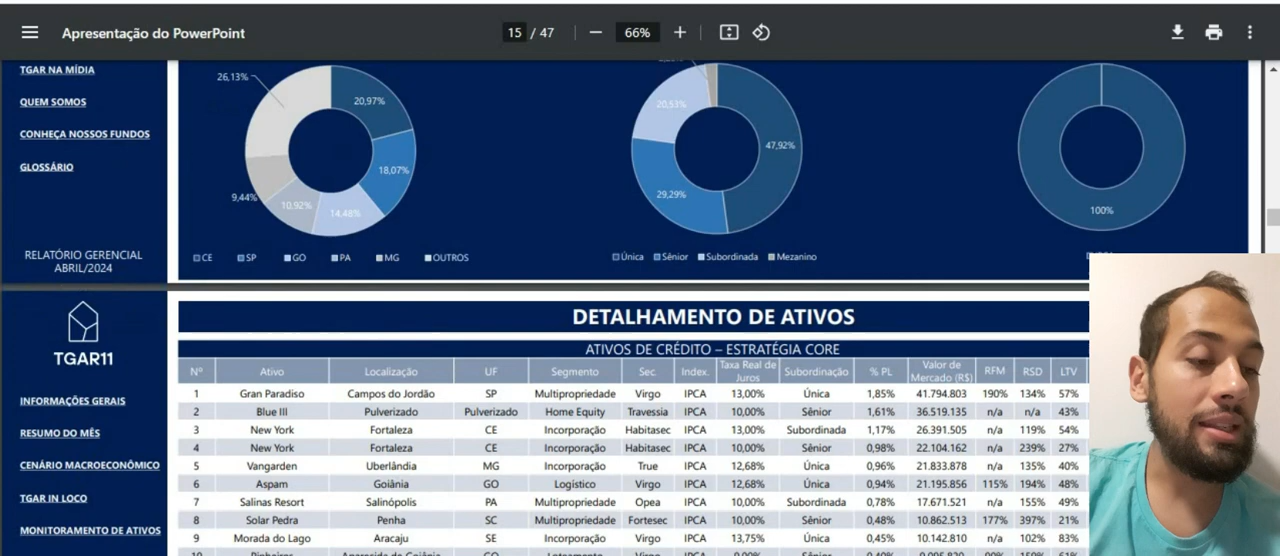 Apresentação do PowerPoint
15 / 47
66%
TGAR NA MÍDIA
QUEM SOMOS
CONHEÇA NOSSOS FUNDOS
GLOSSÁRIO
RELATÓRIO GERENCIAL
ABRIL/2024
26,13%
20,97%
18,07%
14,48%
10,92%
9,44%
CE SP GO PA MG OUTROS
20,53%
47,92%
29,29%
Única Sênior Subordinada Mezanino
100%
TGAR11
INFORMAÇÕES GERAIS
RESUMO DO MÊS
CENÁRIO MACROECONÔMICO
TGAR IN LOCO
MONITORAMENTO DE ATIVOS
DETALHAMENTO DE ATIVOS
ATIVOS DE CRÉDITO – ESTRATÉGIA CORE
Nº Ativo Localização UF Segmento Sec. Index. Taxa Real de Juros Subordinação % PL Valor de Mercado (R$) RFM RSD LTV
1 Gran Paradiso Campos do Jordão SP Multipropriedade Virgo IPCA 13,00% Única 1,85% 41.794.803 190% 134% 57%
2 Blue III Pulverizado Pulverizado Home Equity Travessia IPCA 10,00% Sênior 1,61% 36.519.135 n/a n/a 43%
3 New York Fortaleza CE Incorporação Habitasec IPCA 13,00% Subordinada 1,17% 26.391.505 n/a 119% 54%
4 New York Fortaleza CE Incorporação Habitasec IPCA 10,00% Sênior 0,98% 22.104.162 n/a 239% 27%
5 Vangarden Uberlândia MG Incorporação True IPCA 12,68% Única 0,96% 21.833.878 n/a 135% 40%
6 Aspam Goiânia GO Logístico Virgo IPCA 12,68% Única 0,94% 21.195.856 115% 194% 48%
7 Salinas Resort Salinópolis PA Multipropriedade Opea IPCA 10,00% Subordinada 0,78% 17.671.521 n/a 155% 49%
8 Solar Pedra Penha SC Multipropriedade Fortesec IPCA 10,00% Sênior 0,48% 10.862.513 177% 397% 21%
9 Morada do Lago Aracaju SE Incorporação Virgo IPCA 13,75% Única 0,45% 10.142.810 n/a 102% 83%
10 Pinheiros Aparecida de Goiânia GO Loteamento Virgo IPCA